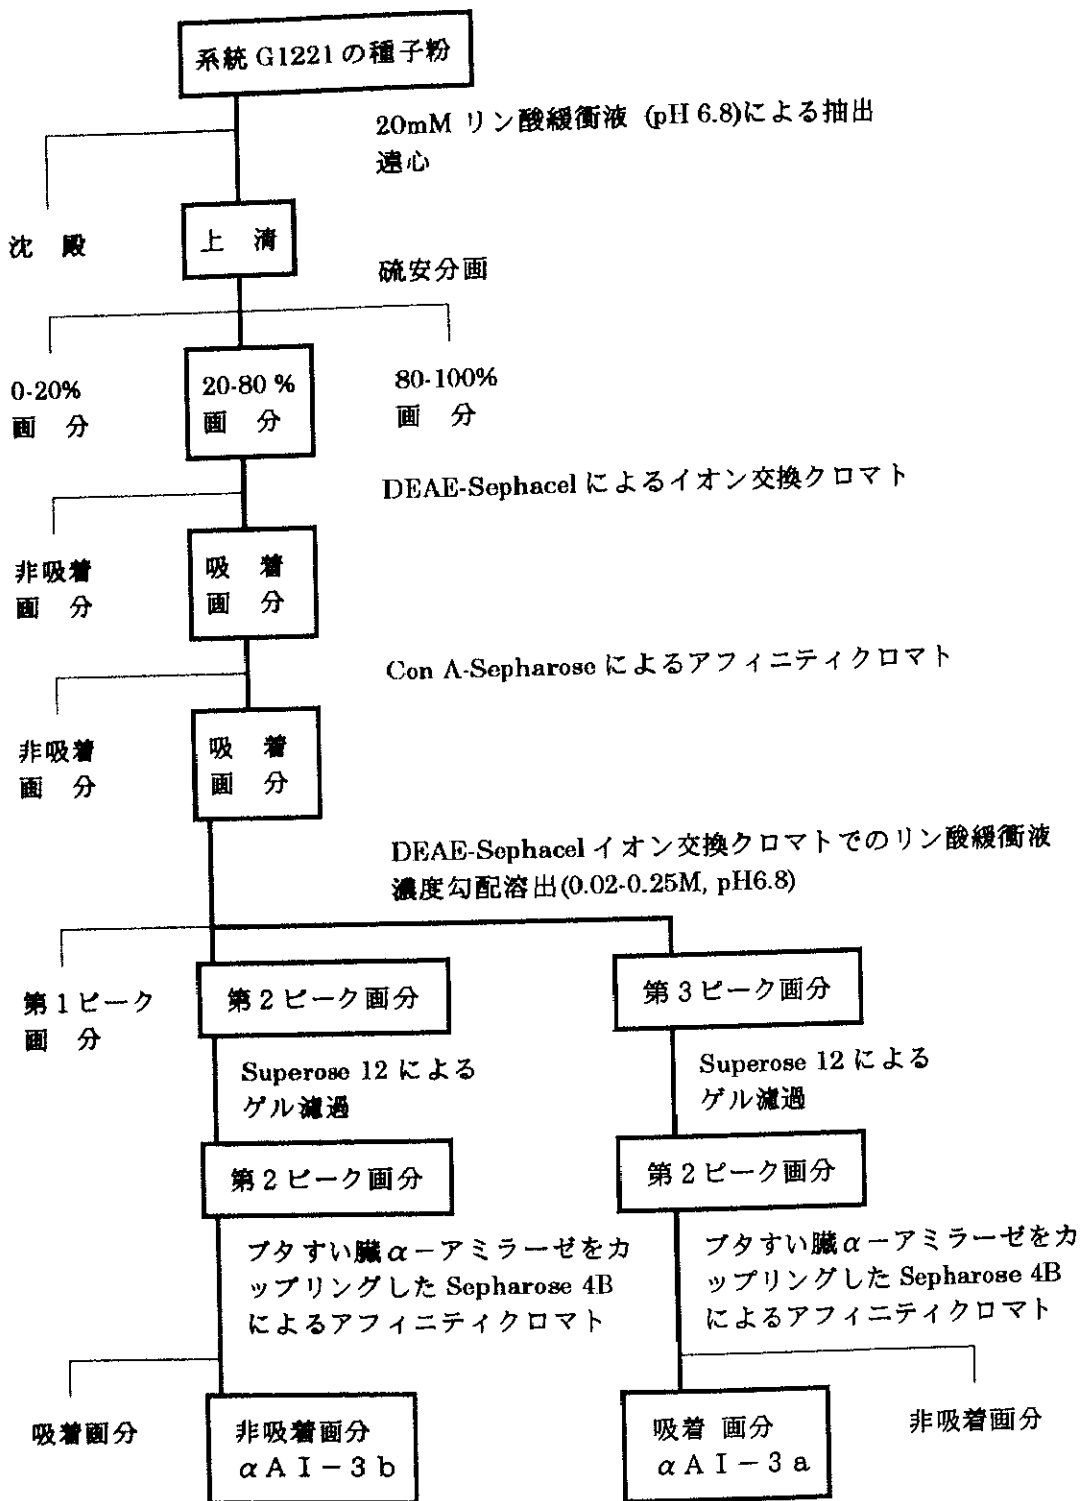 系統 G1221 の種子粉
20mM リン酸緩衝液 (pH 6.8)による抽出
遠心
沈 殿
上 清
硫安分画
0-20%
画 分
20-80 %
画 分
80-100%
画 分
DEAE-Sephacel によるイオン交換クロマト
非吸着
画 分
吸 着
画 分
Con A-Sepharose によるアフィニティクロマト
非吸着
画 分
吸 着
画 分
DEAE-Sephacel イオン交換クロマトでのリン酸緩衝液
濃度勾配溶出(0.02-0.25M, pH6.8)
第1ピーク
画 分
第2ピーク画分
第3ピーク画分
Superose 12 による
ゲル濾過
Superose 12 による
ゲル濾過
第2ピーク画分
第2ピーク画分
ブタすい臓α－アミラーゼをカ
ップリングした Sepharose 4B
によるアフィニティクロマト
ブタすい臓α－アミラーゼをカ
ップリングした Sepharose 4B
によるアフィニティクロマト
吸着画分
非吸着画分
αAI－3b
吸着 画分
αAI－3a
非吸着画分